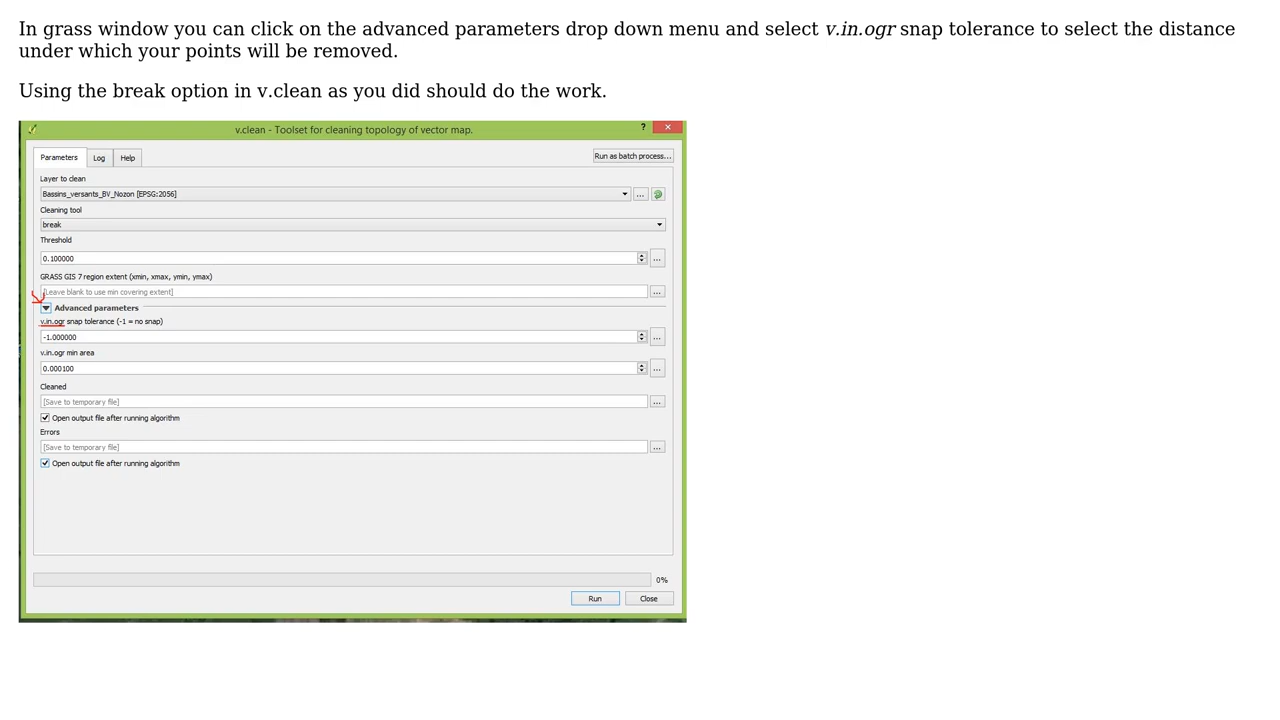 In grass window you can click on the advanced parameters drop down menu and select v.in.ogr snap tolerance to select the distance
under which your points will be removed.
Using the break option in v.clean as you did should do the work.
v.clean - Toolset for cleaning topology of vector map.
?
Parameters
Log
Help
Run as batch process...
Layer to clean
Bassins_versants_BV_Nozon [EPSG:2056]
...
Cleaning tool
break
Threshold
0.100000
...
GRASS GIS 7 region extent (xmin, xmax, ymin, ymax)
[Leave blank to use min covering extent]
...
Advanced parameters
v.in.ogr snap tolerance (-1 = no snap)
-1.000000
...
v.in.ogr min area
0.000100
...
Cleaned
[Save to temporary file]
...
Open output file after running algorithm
Errors
[Save to temporary file]
...
Open output file after running algorithm
0%
Run
Close